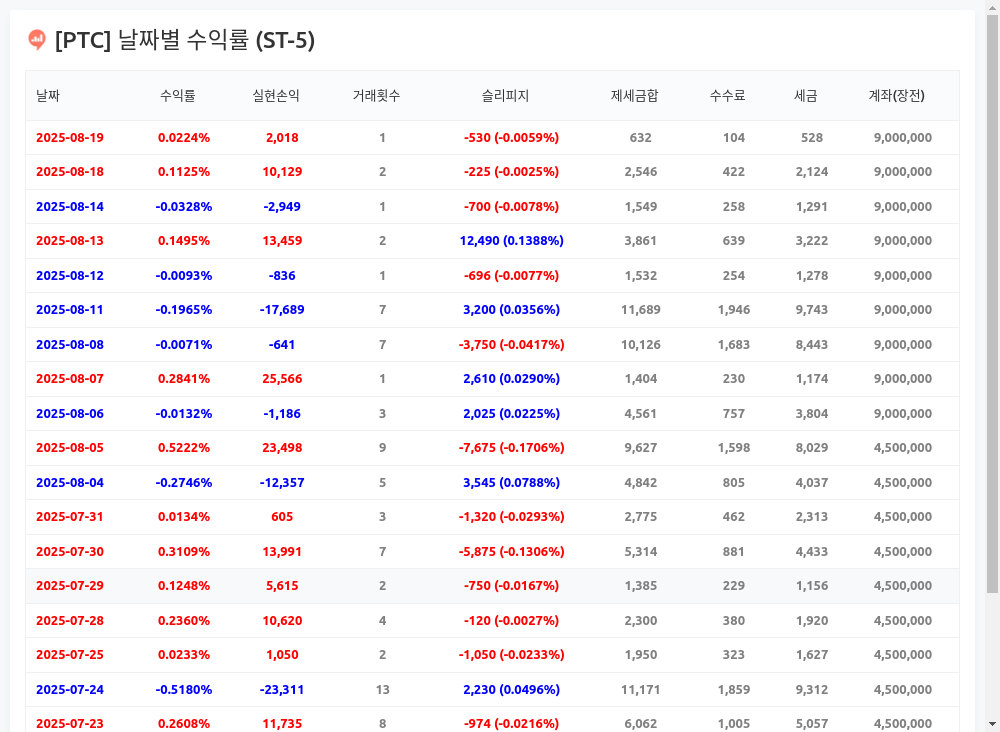 [PTC] 날짜별 수익률 (ST-5)
날짜 수익률 실현손익 거래횟수 슬리피지 제세금합 수수료 세금 계좌(장전)
2025-08-19 0.0224% 2,018 1 -530 (-0.0059%) 632 104 528 9,000,000
2025-08-18 0.1125% 10,129 2 -225 (-0.0025%) 2,546 422 2,124 9,000,000
2025-08-14 -0.0328% -2,949 1 -700 (-0.0078%) 1,549 258 1,291 9,000,000
2025-08-13 0.1495% 13,459 2 12,490 (0.1388%) 3,861 639 3,222 9,000,000
2025-08-12 -0.0093% -836 1 -696 (-0.0077%) 1,532 254 1,278 9,000,000
2025-08-11 -0.1965% -17,689 7 3,200 (0.0356%) 11,689 1,946 9,743 9,000,000
2025-08-08 -0.0071% -641 7 -3,750 (-0.0417%) 10,126 1,683 8,443 9,000,000
2025-08-07 0.2841% 25,566 1 2,610 (0.0290%) 1,404 230 1,174 9,000,000
2025-08-06 -0.0132% -1,186 3 2,025 (0.0225%) 4,561 757 3,804 9,000,000
2025-08-05 0.5222% 23,498 9 -7,675 (-0.1706%) 9,627 1,598 8,029 4,500,000
2025-08-04 -0.2746% -12,357 5 3,545 (0.0788%) 4,842 805 4,037 4,500,000
2025-07-31 0.0134% 605 3 -1,320 (-0.0293%) 2,775 462 2,313 4,500,000
2025-07-30 0.3109% 13,991 7 -5,875 (-0.1306%) 5,314 881 4,433 4,500,000
2025-07-29 0.1248% 5,615 2 -750 (-0.0167%) 1,385 229 1,156 4,500,000
2025-07-28 0.2360% 10,620 4 -120 (-0.0027%) 2,300 380 1,920 4,500,000
2025-07-25 0.0233% 1,050 2 -1,050 (-0.0233%) 1,950 323 1,627 4,500,000
2025-07-24 -0.5180% -23,311 13 2,230 (0.0496%) 11,171 1,859 9,312 4,500,000
2025-07-23 0.2608% 11,735 8 -974 (-0.0216%) 6,062 1,005 5,057 4,500,000